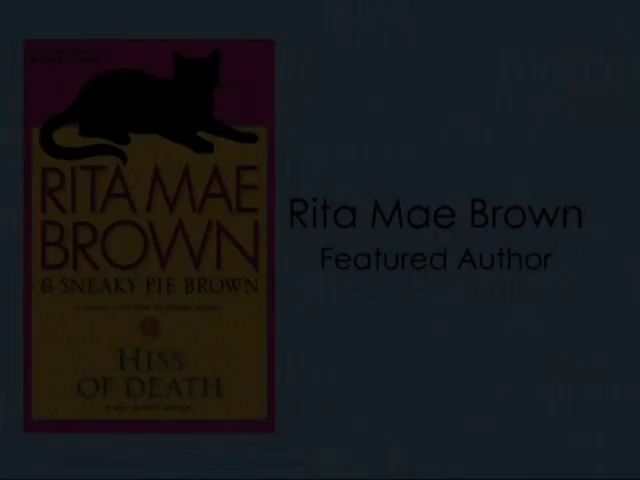 RITA MAE
BROWN
& SNEAKY PIE BROWN
HISS
OF DEATH
Rita Mae Brown
Featured Author